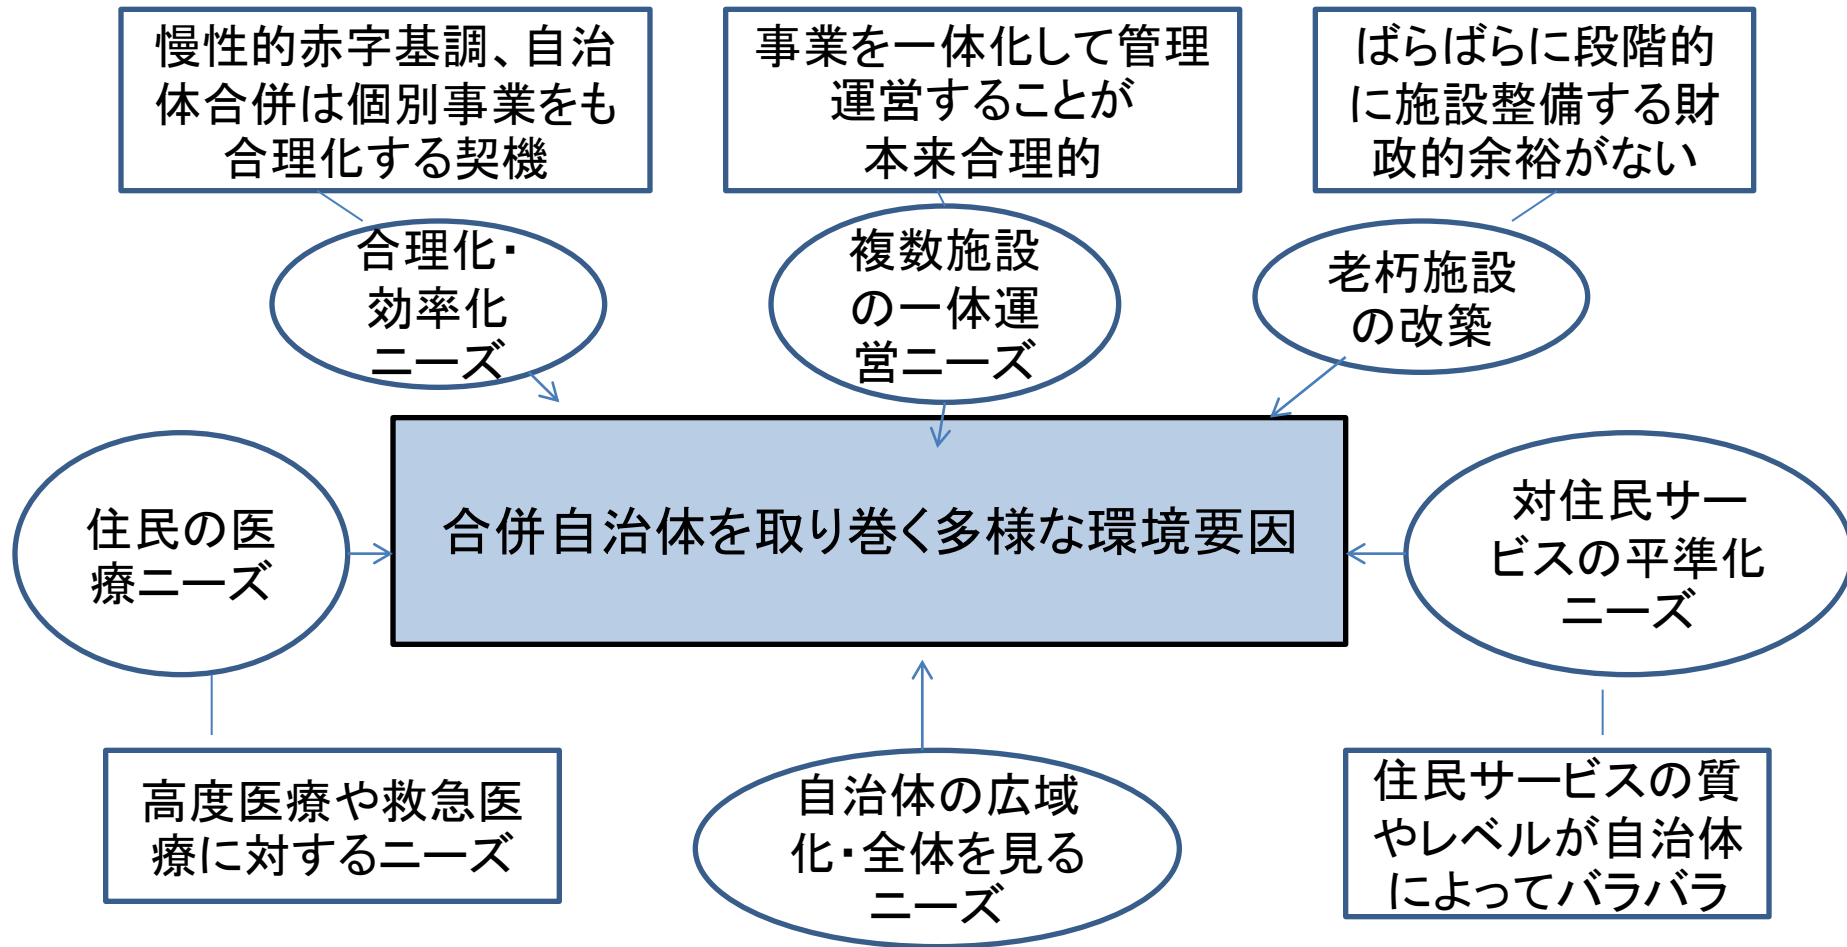 慢性的赤字基調、自治
体合併は個別事業をも
合理化する契機
事業を一体化して管理
運営することが
本来合理的
ばらばらに段階的
に施設整備する財
政的余裕がない
合理化・
効率化
ニーズ
複数施設
の一体運
営ニーズ
老朽施設
の改築
住民の医
療ニーズ
合併自治体を取り巻く多様な環境要因
対住民サー
ビスの平準化
ニーズ
高度医療や救急医
療に対するニーズ
自治体の広域
化・全体を見る
ニーズ
住民サービスの質
やレベルが自治体
によってバラバラ